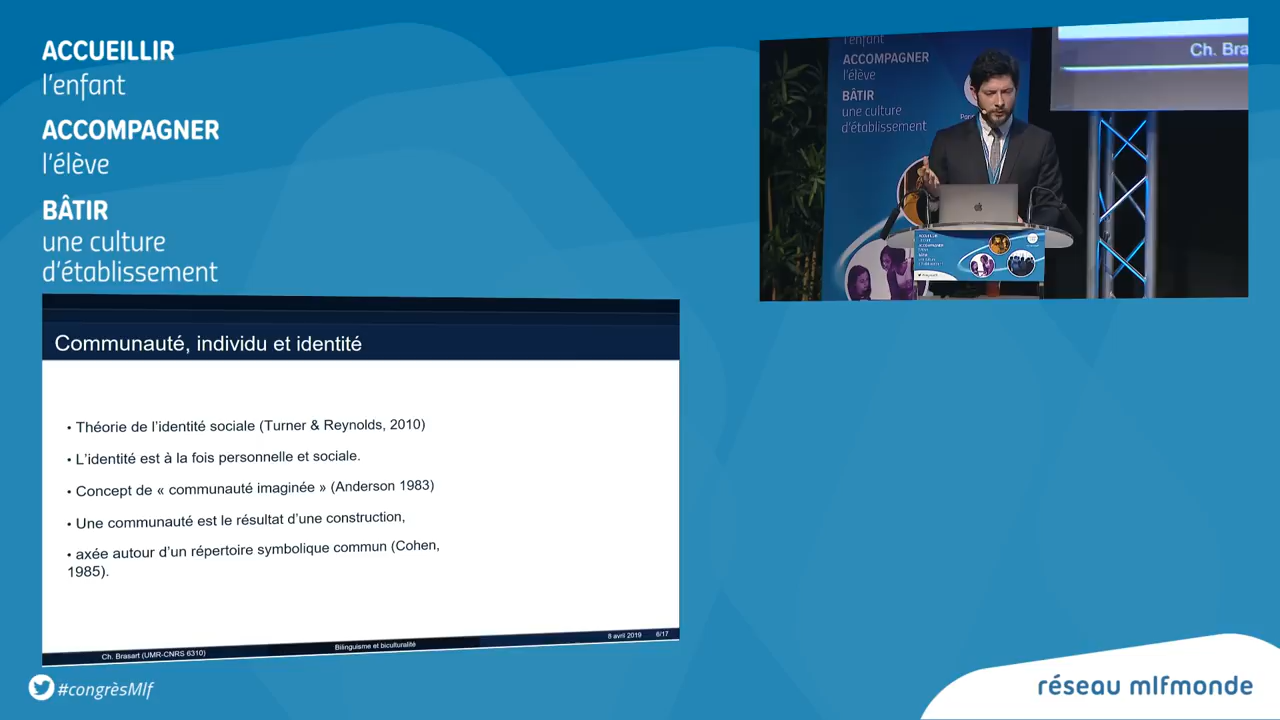 ACCUEILLIR
l'enfant
ACCOMPAGNER
l'élève
BÂTIR
une culture
d'établissement
l'enfant
ACCOMPAGNER
l'élève
BÂTIR
une culture
d'établissement
Ch. Bra
Communauté, individu et identité
• Théorie de l'identité sociale (Turner & Reynolds, 2010)
• L'identité est à la fois personnelle et sociale.
• Concept de « communauté imaginée » (Anderson 1983)
• Une communauté est le résultat d'une construction,
• axée autour d'un répertoire symbolique commun (Cohen,
1985).
Ch. Brasart (UMR-CNRS 6310)
Bilinguisme et biculturalité
8 avril 2019 6/17
#congrèsMlf
réseau mlfmonde